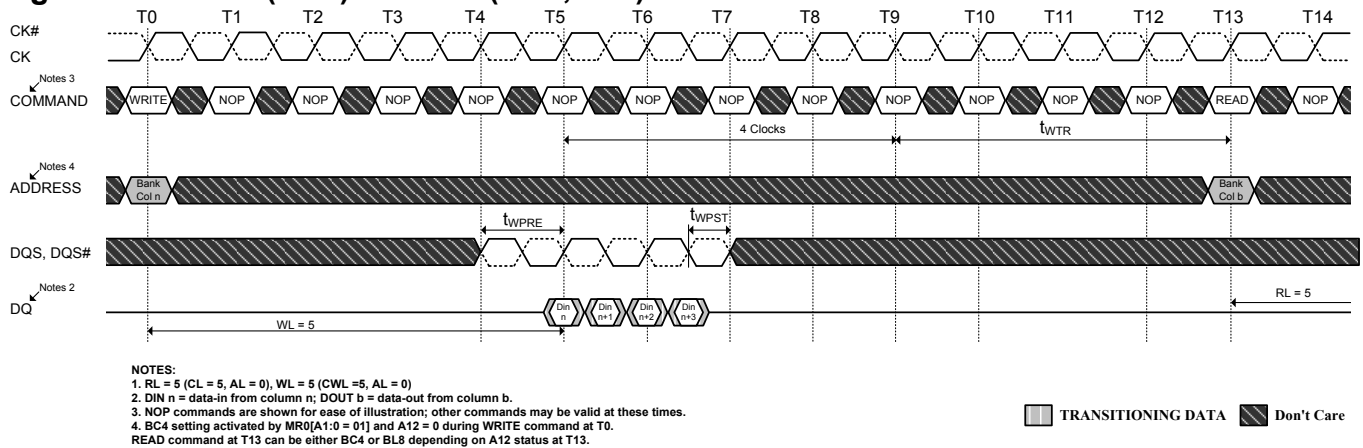 T0 T1 T2 T3 T4 T5 T6 T7 T8 T9 T10 T11 T12 T13 T14
CK#
CK
Notes 3
COMMAND
WRITE NOP NOP NOP NOP NOP NOP NOP NOP NOP NOP NOP NOP READ NOP
4 Clocks
tWTR
Notes 4
ADDRESS
Bank
Col n
Bank
Col b
tWPRE
tWPST
DQS, DQS#
Notes 2
DQ
Din
n
Din
n+1
Din
n+2
Din
n+3
RL = 5
WL = 5
NOTES:
1. RL = 5 (CL = 5, AL = 0), WL = 5 (CWL =5, AL = 0)
2. DIN n = data-in from column n; DOUT b = data-out from column b.
3. NOP commands are shown for ease of illustration; other commands may be valid at these times.
4. BC4 setting activated by MR0[A1:0 = 01] and A12 = 0 during WRITE command at T0.
READ command at T13 can be either BC4 or BL8 depending on A12 status at T13.
TRANSITIONING DATA
Don't Care